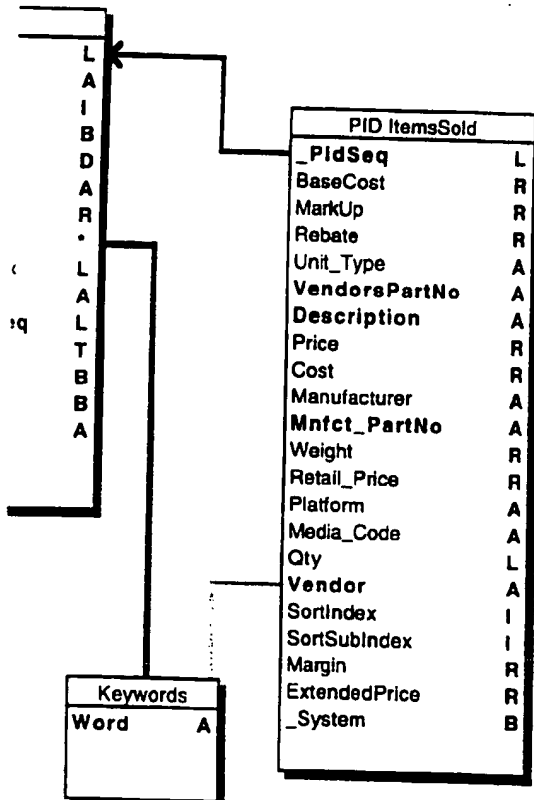 L
A
I
B
D
A
R
*
L
A
eq L
T
B
B
A
PID ItemsSold
_PidSeq L
BaseCost R
MarkUp R
Rebate R
Unit_Type A
VendorsPartNo A
Description A
Price R
Cost R
Manufacturer A
Mnfct_PartNo A
Weight R
Retail_Price R
Platform A
Media_Code A
Qty L
Vendor A
SortIndex I
SortSubIndex I
Margin R
ExtendedPrice R
_System B
Keywords
Word A